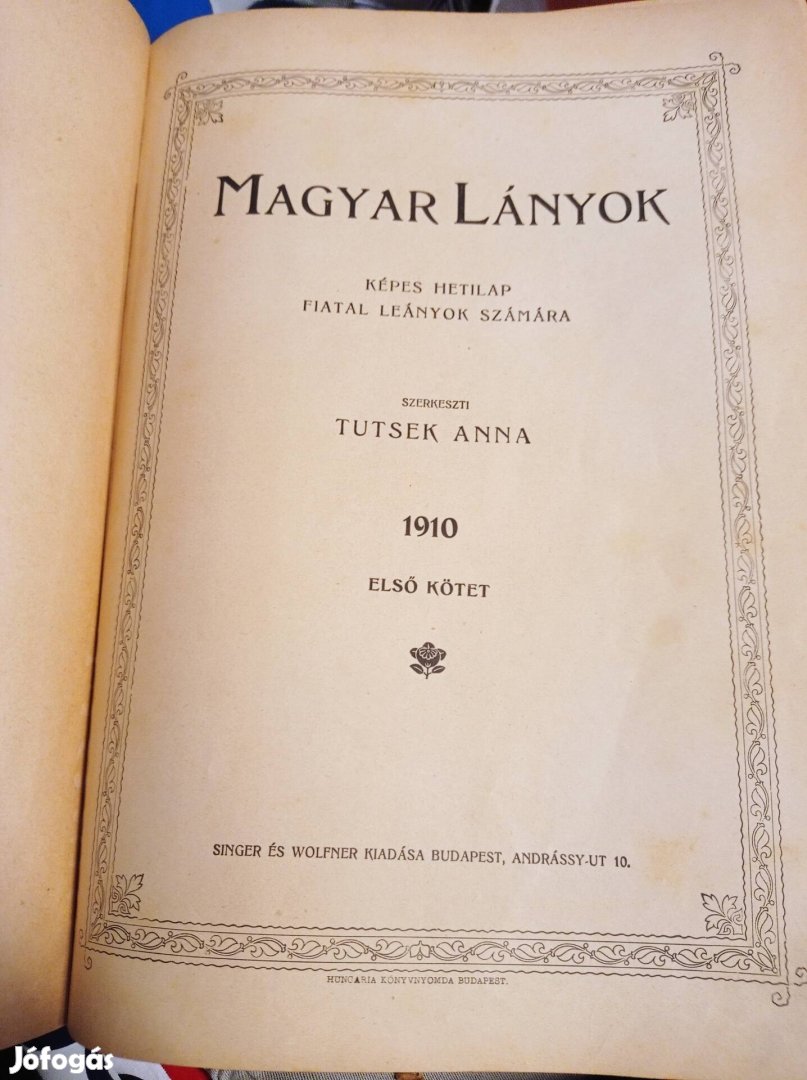 MAGYAR LÁNYOK
KÉPES HETILAP
FIATAL LEÁNYOK SZÁMÁRA
SZERKESZTI
TUTSEK ANNA
1910
ELSŐ KÖTET
SINGER ÉS WOLFNER KIADÁSA BUDAPEST, ANDRÁSSY-UT 10.
HUNGARIA KÖNYVNYOMDA BUDAPEST.
Jófogás